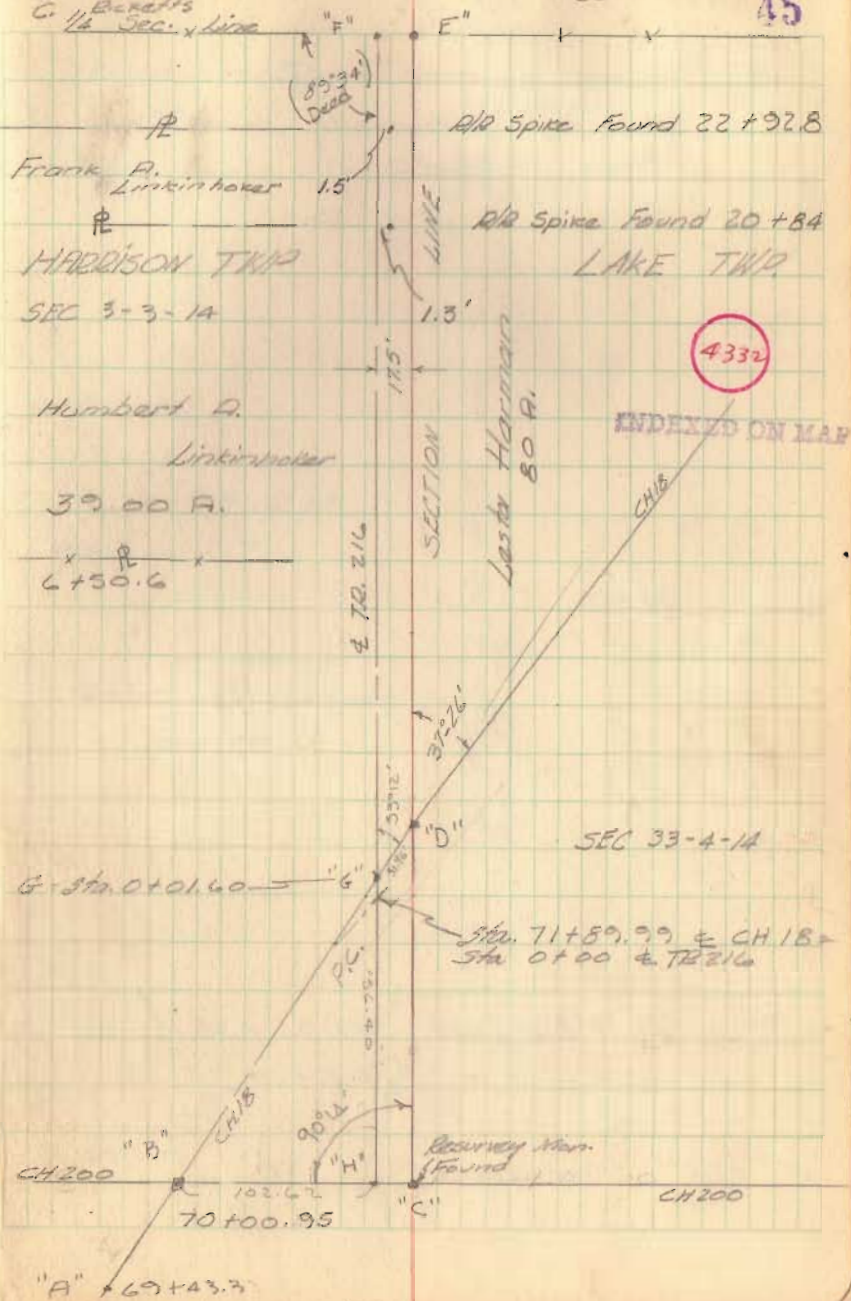 45
C. Ricketts
1/4 Sec. x Line
"F"
E"
(89°34')
Deed
R/R Spike Found 22+92.8
Frank A.
Linkinhoker
1.5'
R/R Spike Found 20+84
HARRISON TWP
LAKE TWP.
SEC 3-3-14
1.3'
LINE
17.5'
4332
INDEXED ON MAP
Humbert A.
Linkinhoker
39.00 A.
SECTION
Lester Harman
80 A.
CH18
℄ TR. 216
6+50.6
37°26'
"D"
SEC 33-4-14
G-Sta. 0+01.60
"G"
Sta. 71+89.99 ℄ CH 18=
Sta 0+00 ℄ TR 216
P.C.
156.40
CH18
"B"
"H"
Resurvey Mon.
Found
CH200
102.62
"C"
CH200
70+00.95
"A" 69+43.3